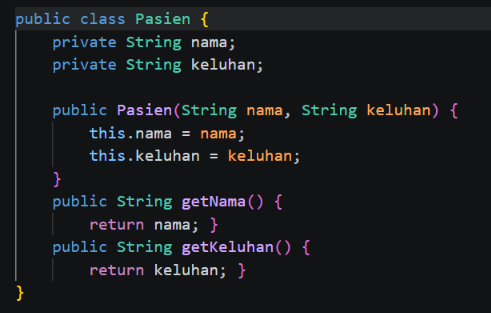 public class Pasien {
    private String nama;
    private String keluhan;

    public Pasien(String nama, String keluhan) {
        this.nama = nama;
        this.keluhan = keluhan;
    }
    public String getNama() {
        return nama; }
    public String getKeluhan() {
        return keluhan; }
}